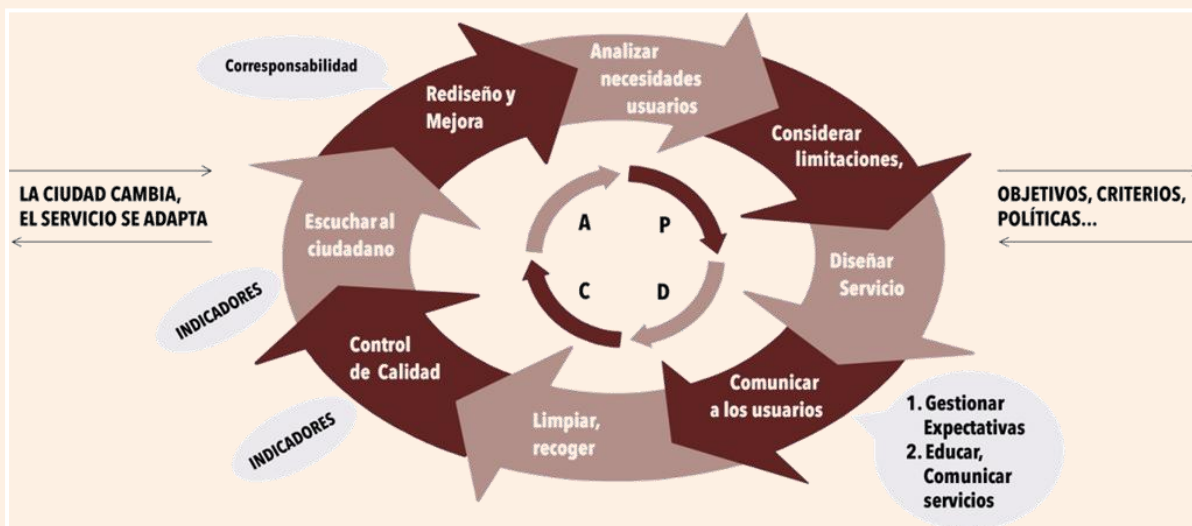 Corresponsabilidad
Analizar
necesidades
usuarios
Rediseño y
Mejora
Considerar
limitaciones,
LA CIUDAD CAMBIA,
EL SERVICIO SE ADAPTA
OBJETIVOS, CRITERIOS,
POLÍTICAS...
Escuchar al
ciudadano
A
P
C
D
Diseñar
Servicio
INDICADORES
Control
de Calidad
Comunicar
a los usuarios
Limpiar,
recoger
INDICADORES
1. Gestionar
Expectativas
2. Educar,
Comunicar
servicios